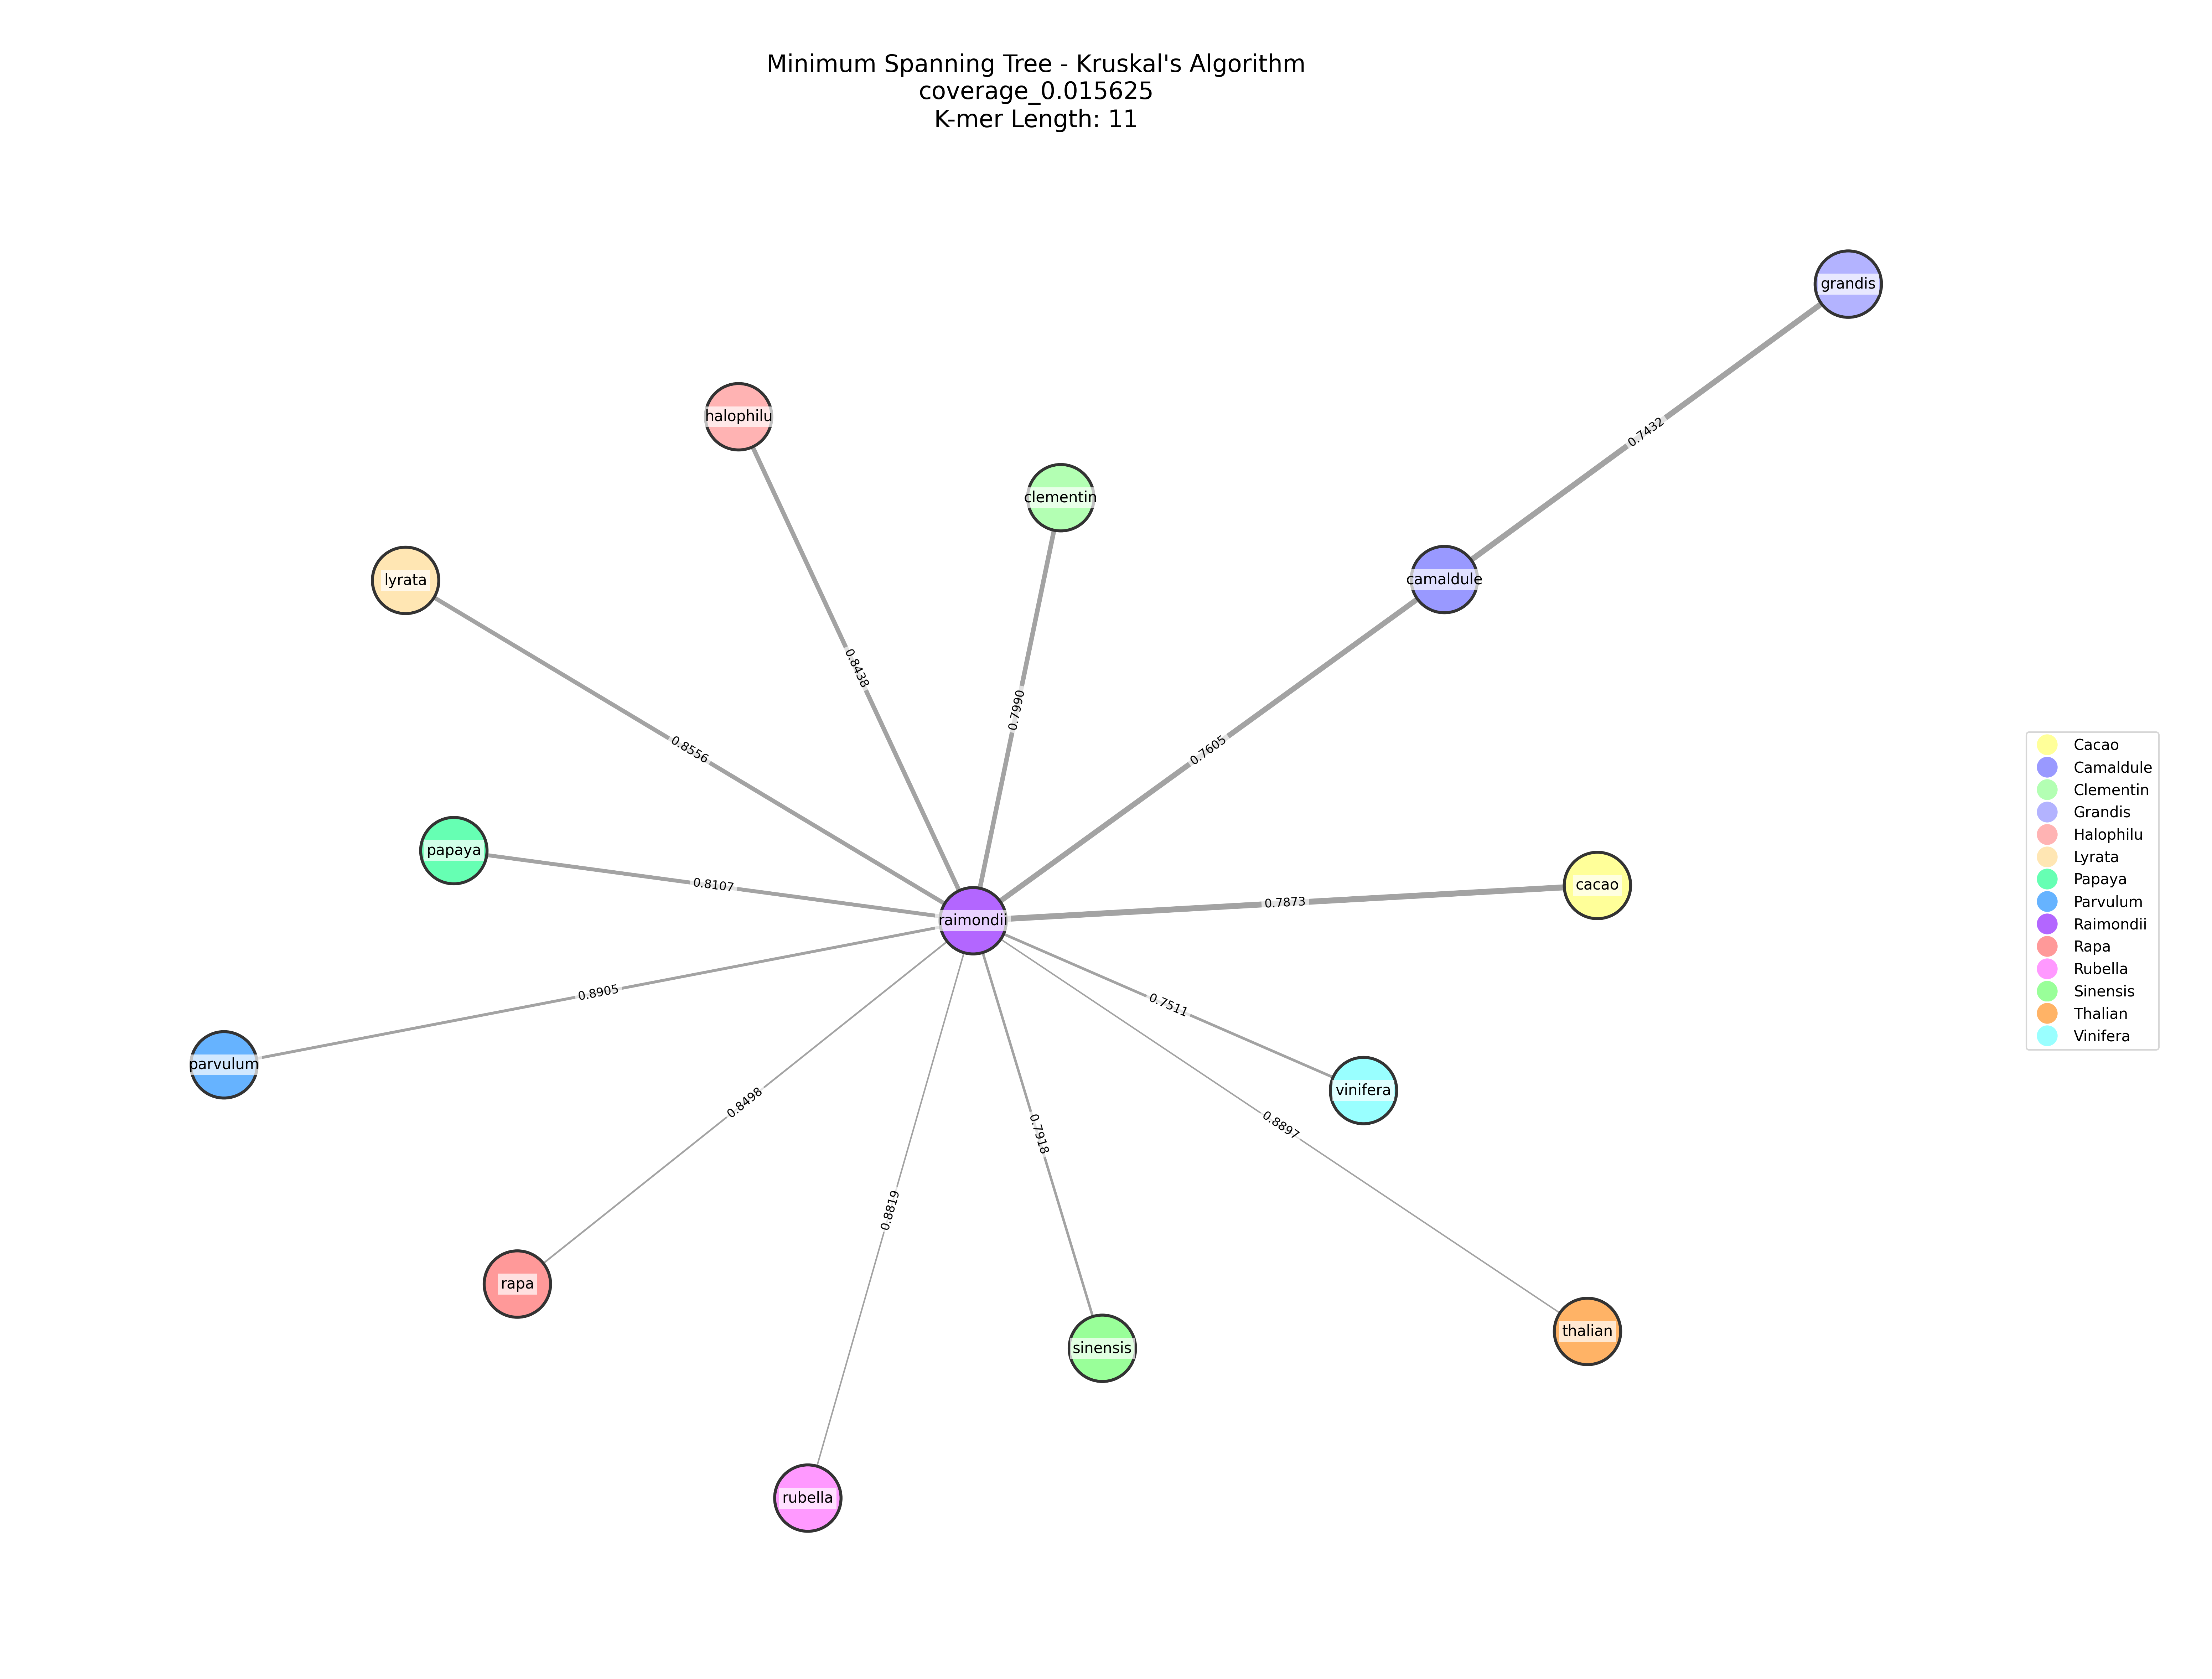 Minimum Spanning Tree - Kruskal's Algorithm
coverage_0.015625
K-mer Length: 11
grandis
halophilu
0.7432
clementin
lyrata
camaldule
0.8438
0.7990
0.8556
0.7605
Cacao
Camaldule
Clementin
Grandis
Halophilu
Lyrata
Papaya
Parvulum
Raimondii
Rapa
Rubella
Sinensis
Thalian
Vinifera
papaya
0.8107
cacao
0.7873
raimondii
0.8905
0.7511
parvulum
vinifera
0.8498
0.8897
0.7918
0.8819
rapa
thalian
sinensis
rubella